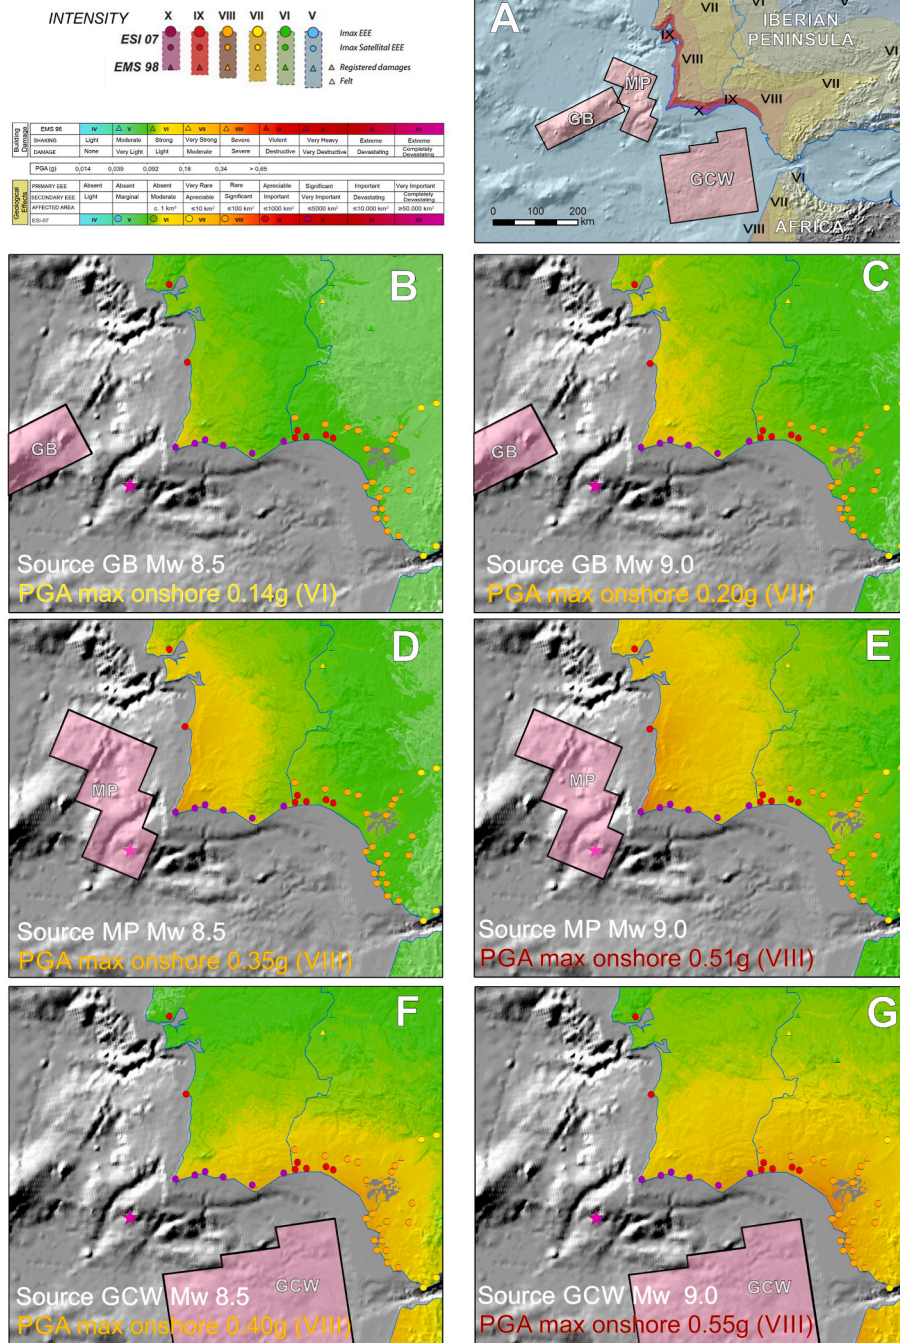 INTENSITY X IX VIII VII VI V
ESI 07
EMS 98
Imax EEE
Imax Satellital EEE
Registered damages
Felt
Building Damage
EMS 98 IV V VI VII VIII IX X XI XII
SHAKING Light Moderate Strong Very Strong Severe Violent Very Heavy Extreme Extreme
DAMAGE None Very Light Light Moderate Severe Destructive Very Destructive Devastating Completely Devastating
PGA (g) 0,014 0,039 0,092 0,18 0,34 > 0,65
Geological Effects
PRIMARY EEE Absent Absent Absent Very Rare Rare Apreciable Significant Important Very Important
SECONDARY EEE Light Marginal Moderate Apreciable Significant Important Very Important Devastating Completely Devastating
AFFECTED AREA c. 1 km² ≤10 km² ≤100 km² ≤1000 km² ≤5000 km² ≤10.000 km² ≥50.000 km²
ESI-07 IV V VI VII VIII IX X XI XII
A
VII
VI
V
IBERIAN
PENINSULA
IX
VI
VIII
VII
MP
IX
VIII
X
GB
GCW
VI
0 100 200
km
VIII
AFRICA
B
GB
Source GB Mw 8.5
PGA max onshore 0.14g (VI)
C
GB
Source GB Mw 9.0
PGA max onshore 0.20g (VII)
D
MP
Source MP Mw 8.5
PGA max onshore 0.35g (VIII)
E
MP
Source MP Mw 9.0
PGA max onshore 0.51g (VIII)
F
GCW
Source GCW Mw 8.5
PGA max onshore 0.40g (VIII)
G
GCW
Source GCW Mw 9.0
PGA max onshore 0.55g (VIII)